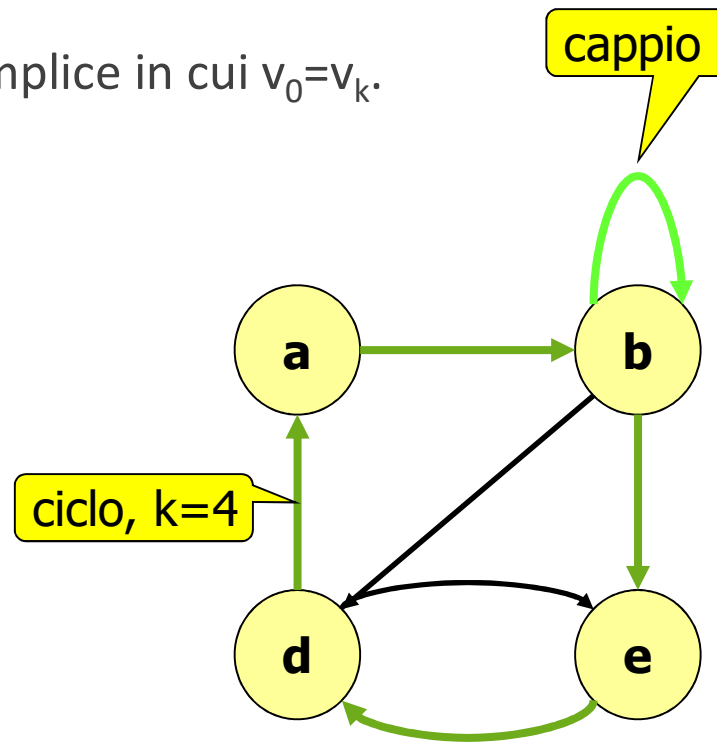 mplice in cui v₀=vₖ.
cappio
a
b
ciclo, k=4
d
e